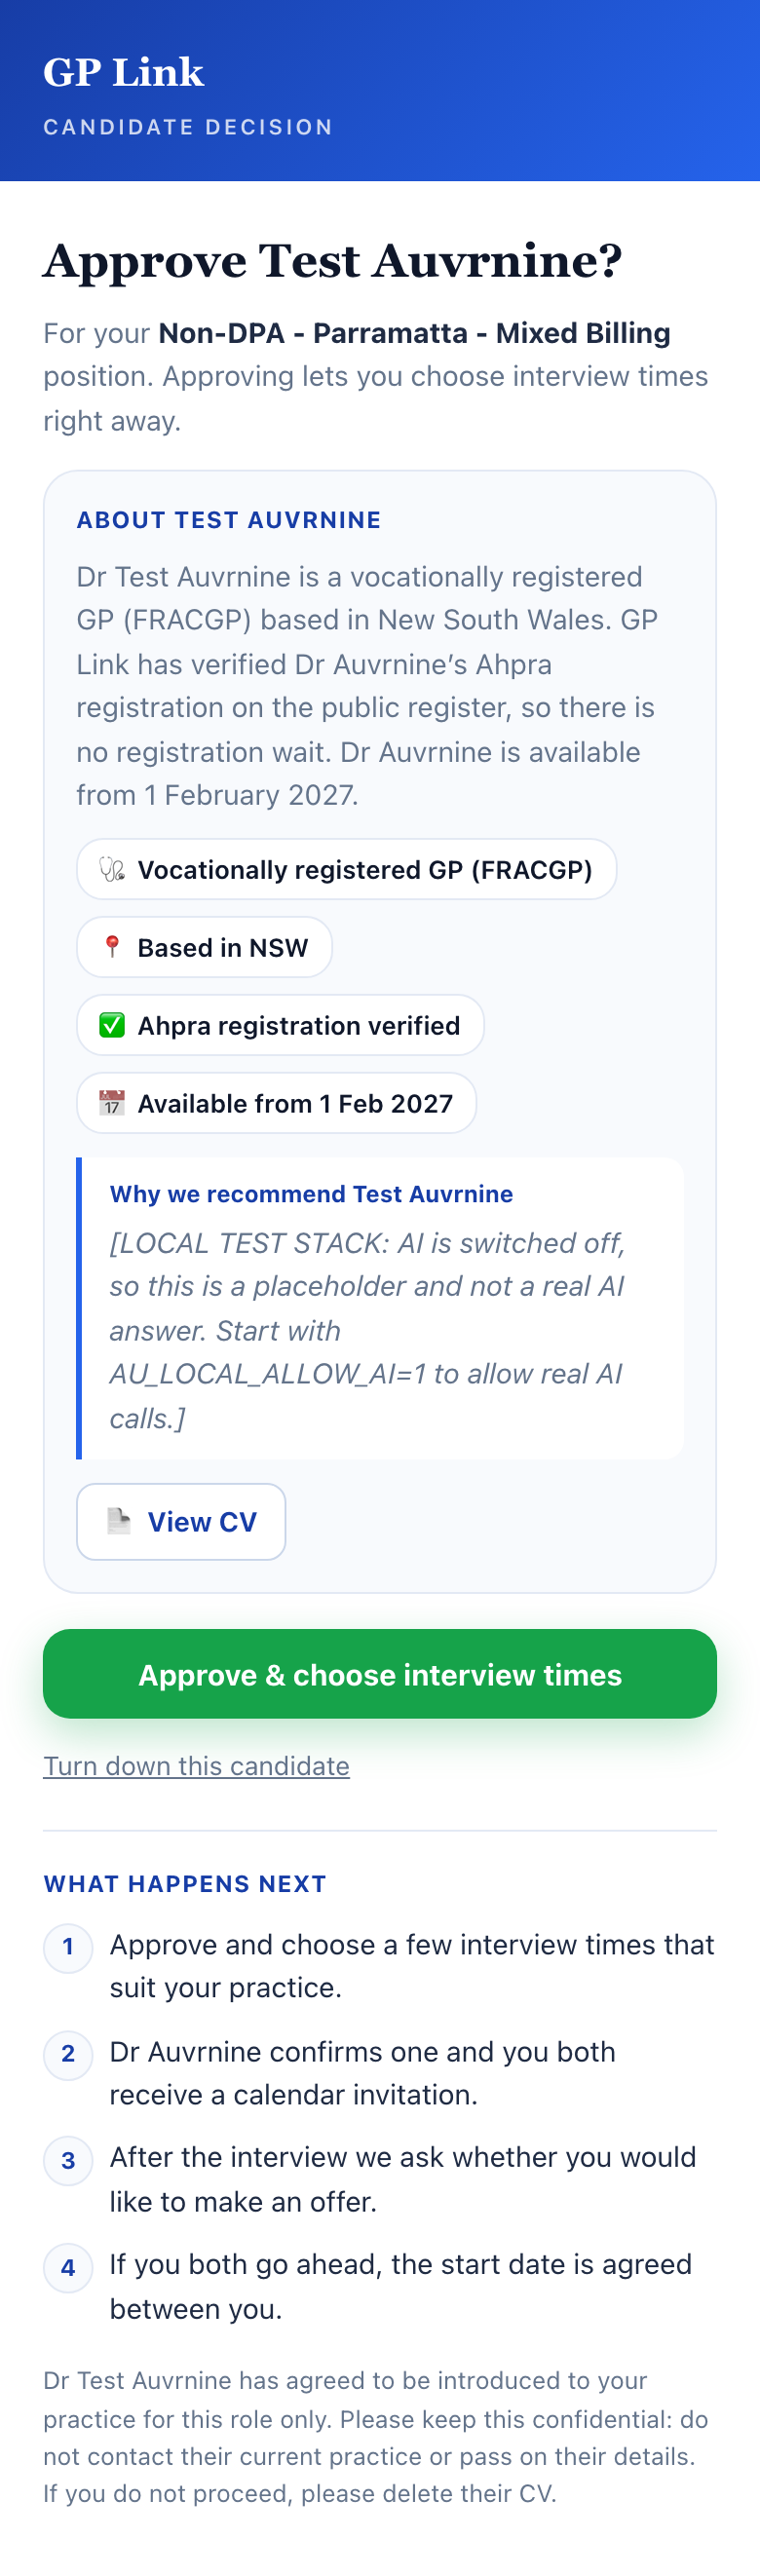 GP Link
CANDIDATE DECISION
Approve Test Auvrnine?
For your Non-DPA - Parramatta - Mixed Billing
position. Approving lets you choose interview times
right away.
ABOUT TEST AUVRNINE
Dr Test Auvrnine is a vocationally registered
GP (FRACGP) based in New South Wales. GP
Link has verified Dr Auvrnine’s Ahpra
registration on the public register, so there is
no registration wait. Dr Auvrnine is available
from 1 February 2027.
Vocationally registered GP (FRACGP)
Based in NSW
Ahpra registration verified
17 Available from 1 Feb 2027
Why we recommend Test Auvrnine
[LOCAL TEST STACK: AI is switched off,
so this is a placeholder and not a real AI
answer. Start with
AU_LOCAL_ALLOW_AI=1 to allow real AI
calls.]
View CV
Approve & choose interview times
Turn down this candidate
WHAT HAPPENS NEXT
1 Approve and choose a few interview times that
suit your practice.
2 Dr Auvrnine confirms one and you both
receive a calendar invitation.
3 After the interview we ask whether you would
like to make an offer.
4 If you both go ahead, the start date is agreed
between you.
Dr Test Auvrnine has agreed to be introduced to your
practice for this role only. Please keep this confidential: do
not contact their current practice or pass on their details.
If you do not proceed, please delete their CV.